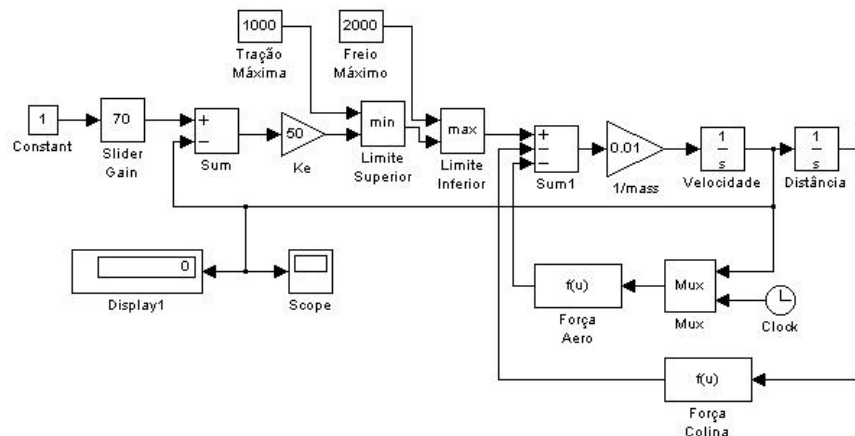 1000
Tração
Máxima
2000
Freio
Máximo
1
Constant
70
Slider
Gain
+
−
Sum
50
Ke
min
Limite
Superior
max
Limite
Inferior
+
−
−
Sum1
0.01
1/mass
1
s
Velocidade
1
s
Distância
0
Display1
Scope
f(u)
Força
Aero
Mux
Mux
Clock
f(u)
Força
Colina